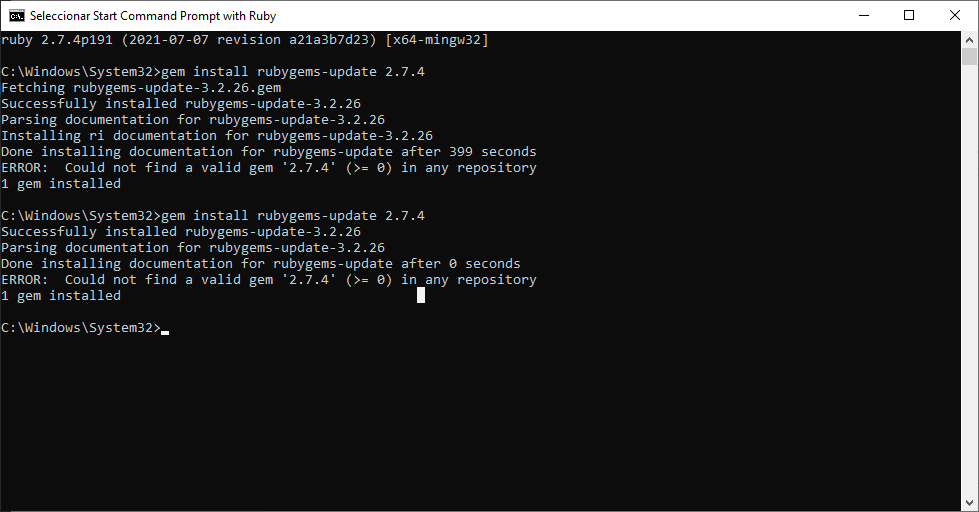 Seleccionar Start Command Prompt with Ruby
ruby 2.7.4p191 (2021-07-07 revision a21a3b7d23) [x64-mingw32]
C:\Windows\System32>gem install rubygems-update 2.7.4
Fetching rubygems-update-3.2.26.gem
Successfully installed rubygems-update-3.2.26
Parsing documentation for rubygems-update-3.2.26
Installing ri documentation for rubygems-update-3.2.26
Done installing documentation for rubygems-update after 399 seconds
ERROR:  Could not find a valid gem '2.7.4' (>= 0) in any repository
1 gem installed
C:\Windows\System32>gem install rubygems-update 2.7.4
Successfully installed rubygems-update-3.2.26
Parsing documentation for rubygems-update-3.2.26
Done installing documentation for rubygems-update after 0 seconds
ERROR:  Could not find a valid gem '2.7.4' (>= 0) in any repository
1 gem installed
C:\Windows\System32>